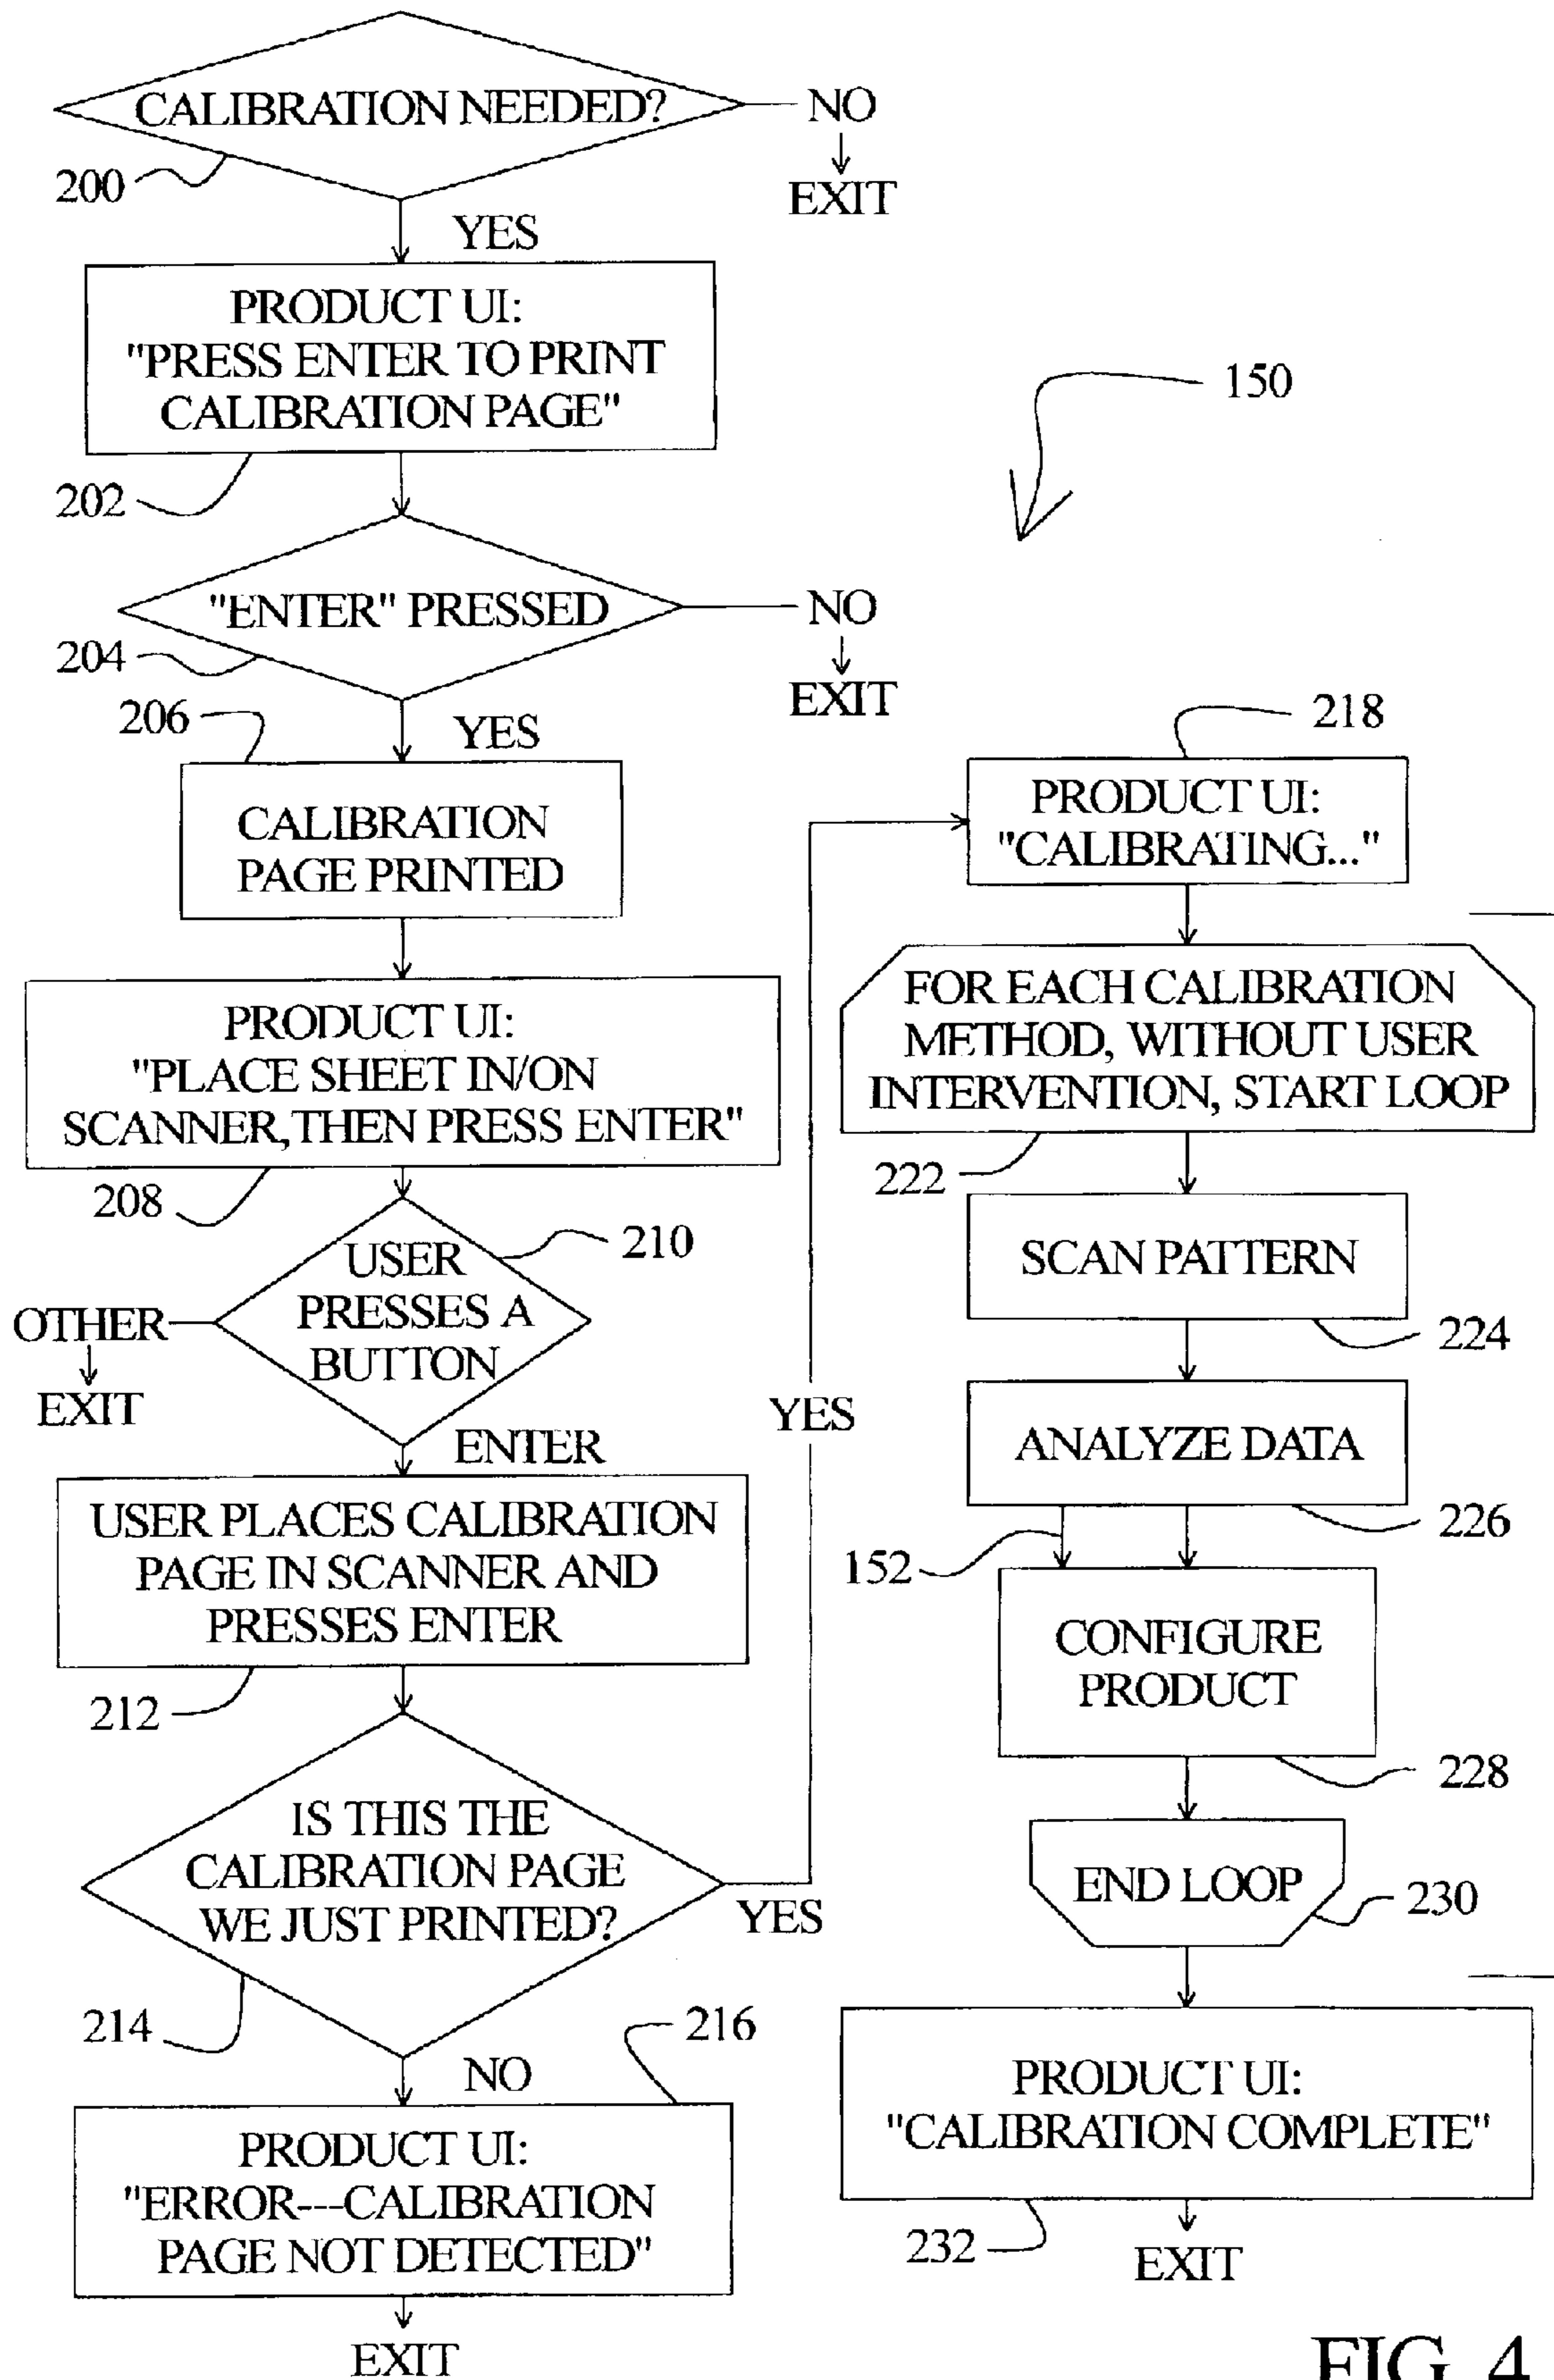 CALIBRATION NEEDED?
NO
EXIT
200
YES
PRODUCT UI:
"PRESS ENTER TO PRINT
CALIBRATION PAGE"
202
"ENTER" PRESSED
NO
EXIT
204
206
YES
CALIBRATION
PAGE PRINTED
PRODUCT UI:
"PLACE SHEET IN/ON
SCANNER, THEN PRESS ENTER"
208
210
USER
PRESSES A
BUTTON
OTHER
EXIT
ENTER
USER PLACES CALIBRATION
PAGE IN SCANNER AND
PRESSES ENTER
212
IS THIS THE
CALIBRATION PAGE
WE JUST PRINTED?
YES
YES
214
NO
216
PRODUCT UI:
"ERROR---CALIBRATION
PAGE NOT DETECTED"
EXIT
150
218
PRODUCT UI:
"CALIBRATING..."
FOR EACH CALIBRATION
METHOD, WITHOUT USER
INTERVENTION, START LOOP
222
SCAN PATTERN
224
ANALYZE DATA
226
152
CONFIGURE
PRODUCT
228
END LOOP
230
PRODUCT UI:
"CALIBRATION COMPLETE"
232
EXIT
FIG. 4